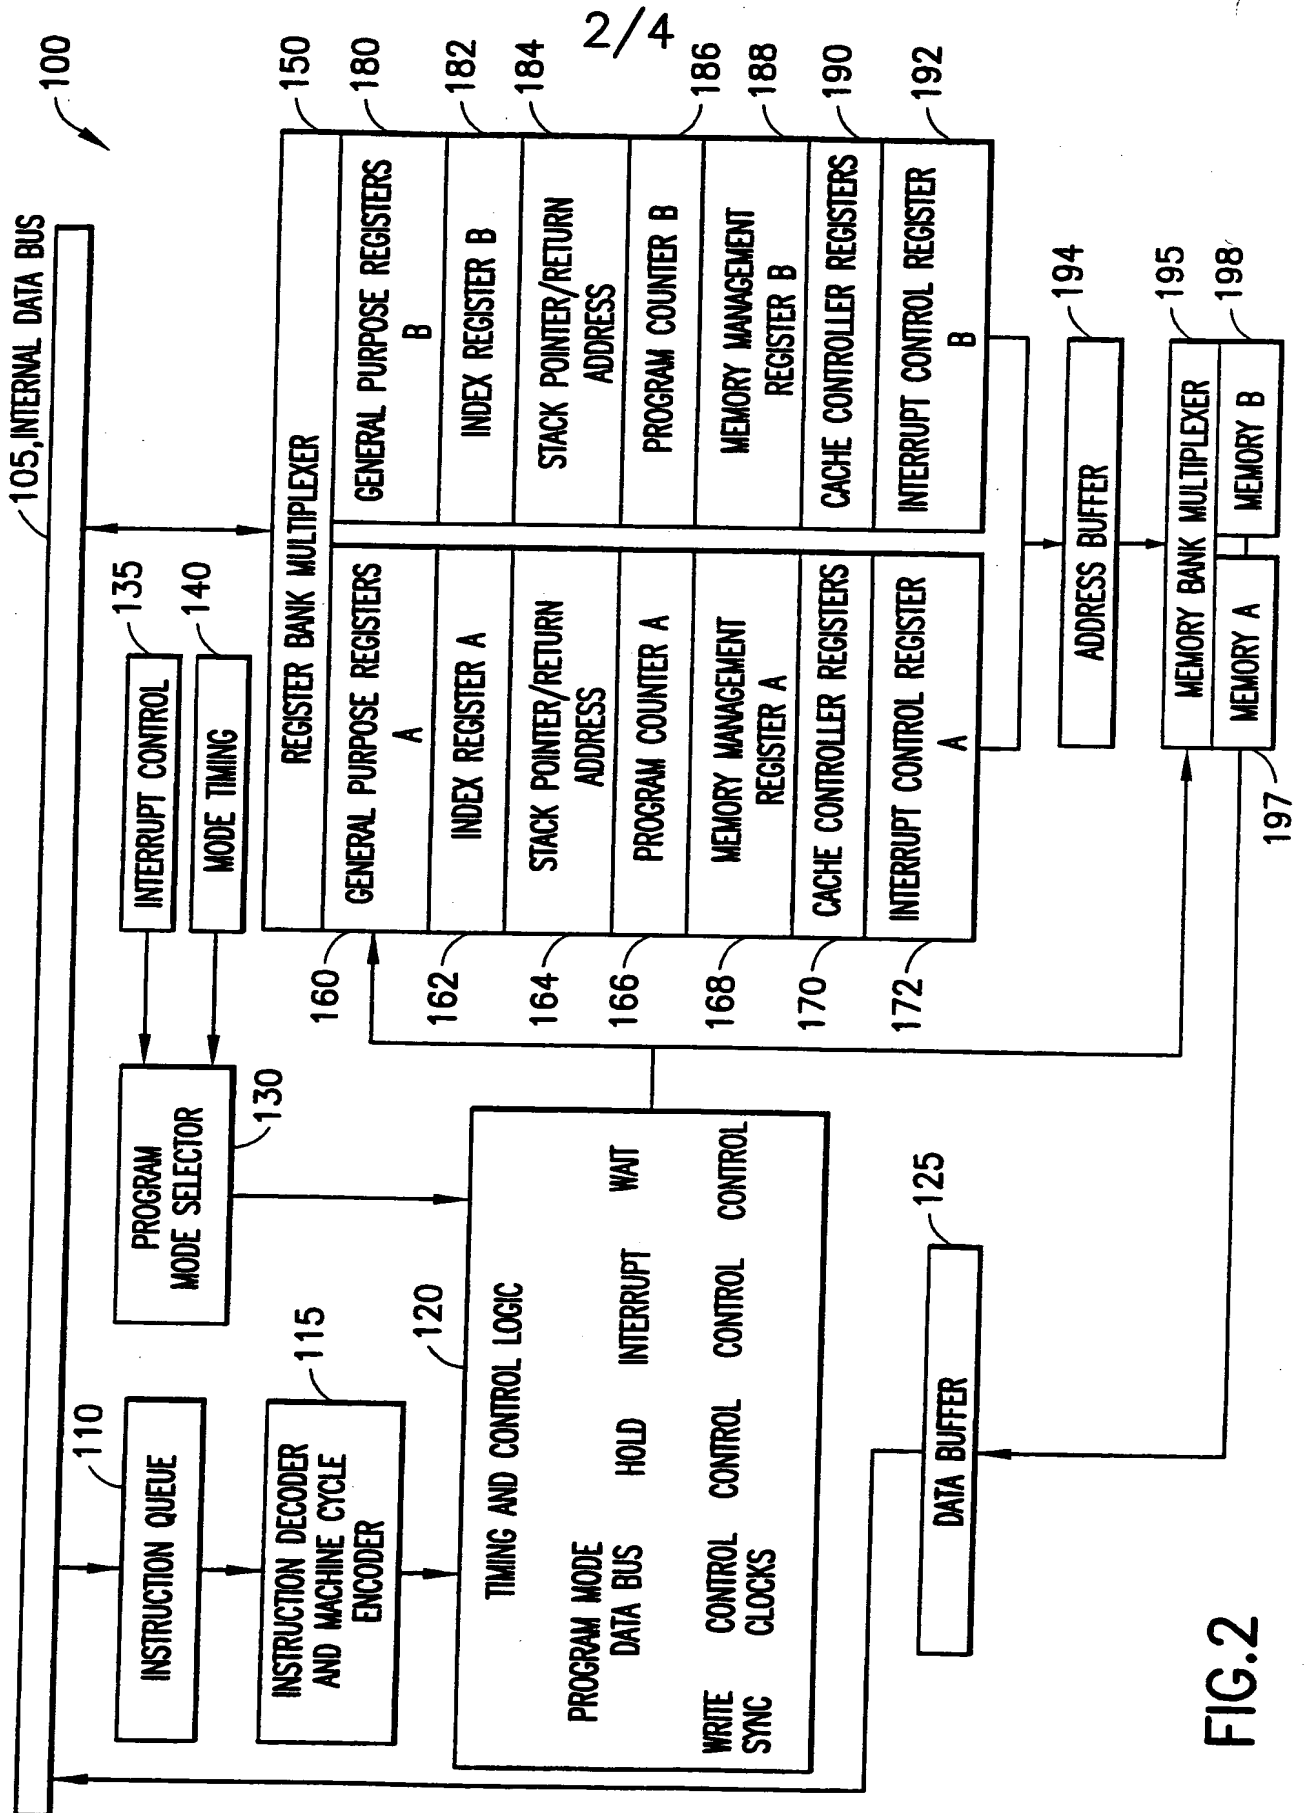 2/4
100
105, INTERNAL DATA BUS
INSTRUCTION QUEUE
110
INSTRUCTION DECODER
AND MACHINE CYCLE
ENCODER
115
PROGRAM
MODE SELECTOR
130
INTERRUPT CONTROL
135
MODE TIMING
140
TIMING AND CONTROL LOGIC
120
PROGRAM MODE
DATA BUS
HOLD
INTERRUPT
WAIT
WRITE
SYNC
CONTROL
CLOCKS
CONTROL
CONTROL
CONTROL
DATA BUFFER
125
REGISTER BANK MULTIPLEXER
150
GENERAL PURPOSE REGISTERS
A
160
INDEX REGISTER A
162
STACK POINTER/RETURN
ADDRESS
164
PROGRAM COUNTER A
166
MEMORY MANAGEMENT
REGISTER A
168
CACHE CONTROLLER REGISTERS
170
INTERRUPT CONTROL REGISTER
A
172
GENERAL PURPOSE REGISTERS
B
180
INDEX REGISTER B
182
STACK POINTER/RETURN
ADDRESS
184
PROGRAM COUNTER B
186
MEMORY MANAGEMENT
REGISTER B
188
CACHE CONTROLLER REGISTERS
190
INTERRUPT CONTROL REGISTER
B
192
ADDRESS BUFFER
194
MEMORY BANK MULTIPLEXER
195
MEMORY A
197
MEMORY B
198
FIG.2